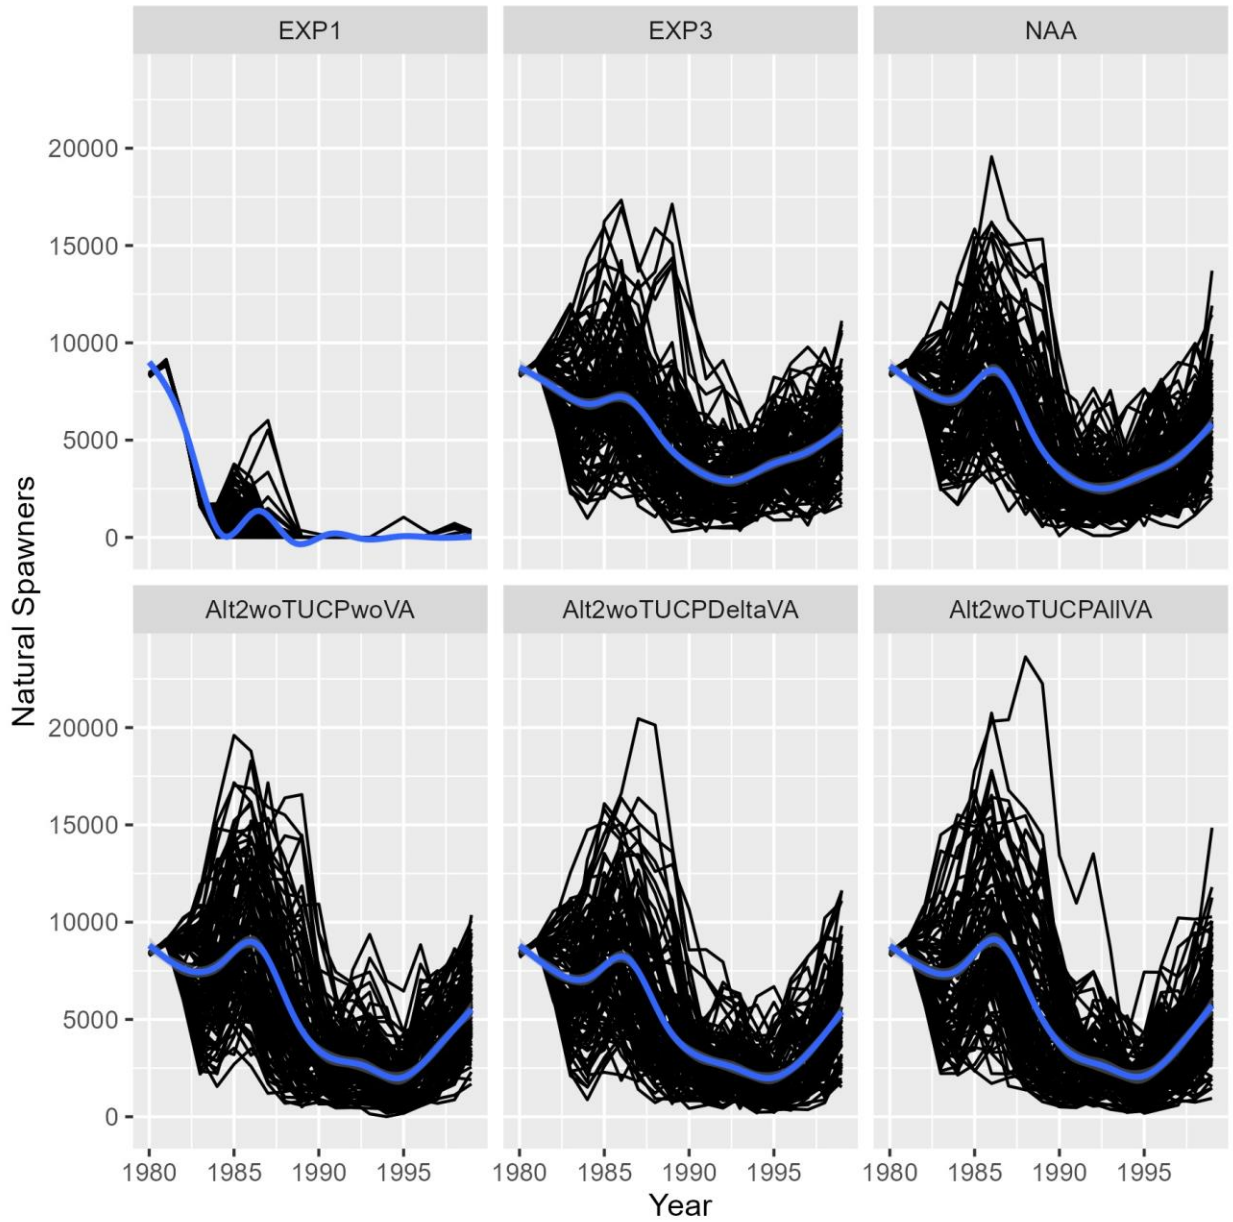 EXP1 EXP3 NAA
20000
15000
10000
5000
0
Natural Spawners
Alt2woTUCPwoVA Alt2woTUCPDeltaVA Alt2woTUCPAllVA
20000
15000
10000
5000
0
1980 1985 1990 1995 1980 1985 1990 1995 1980 1985 1990 1995
Year